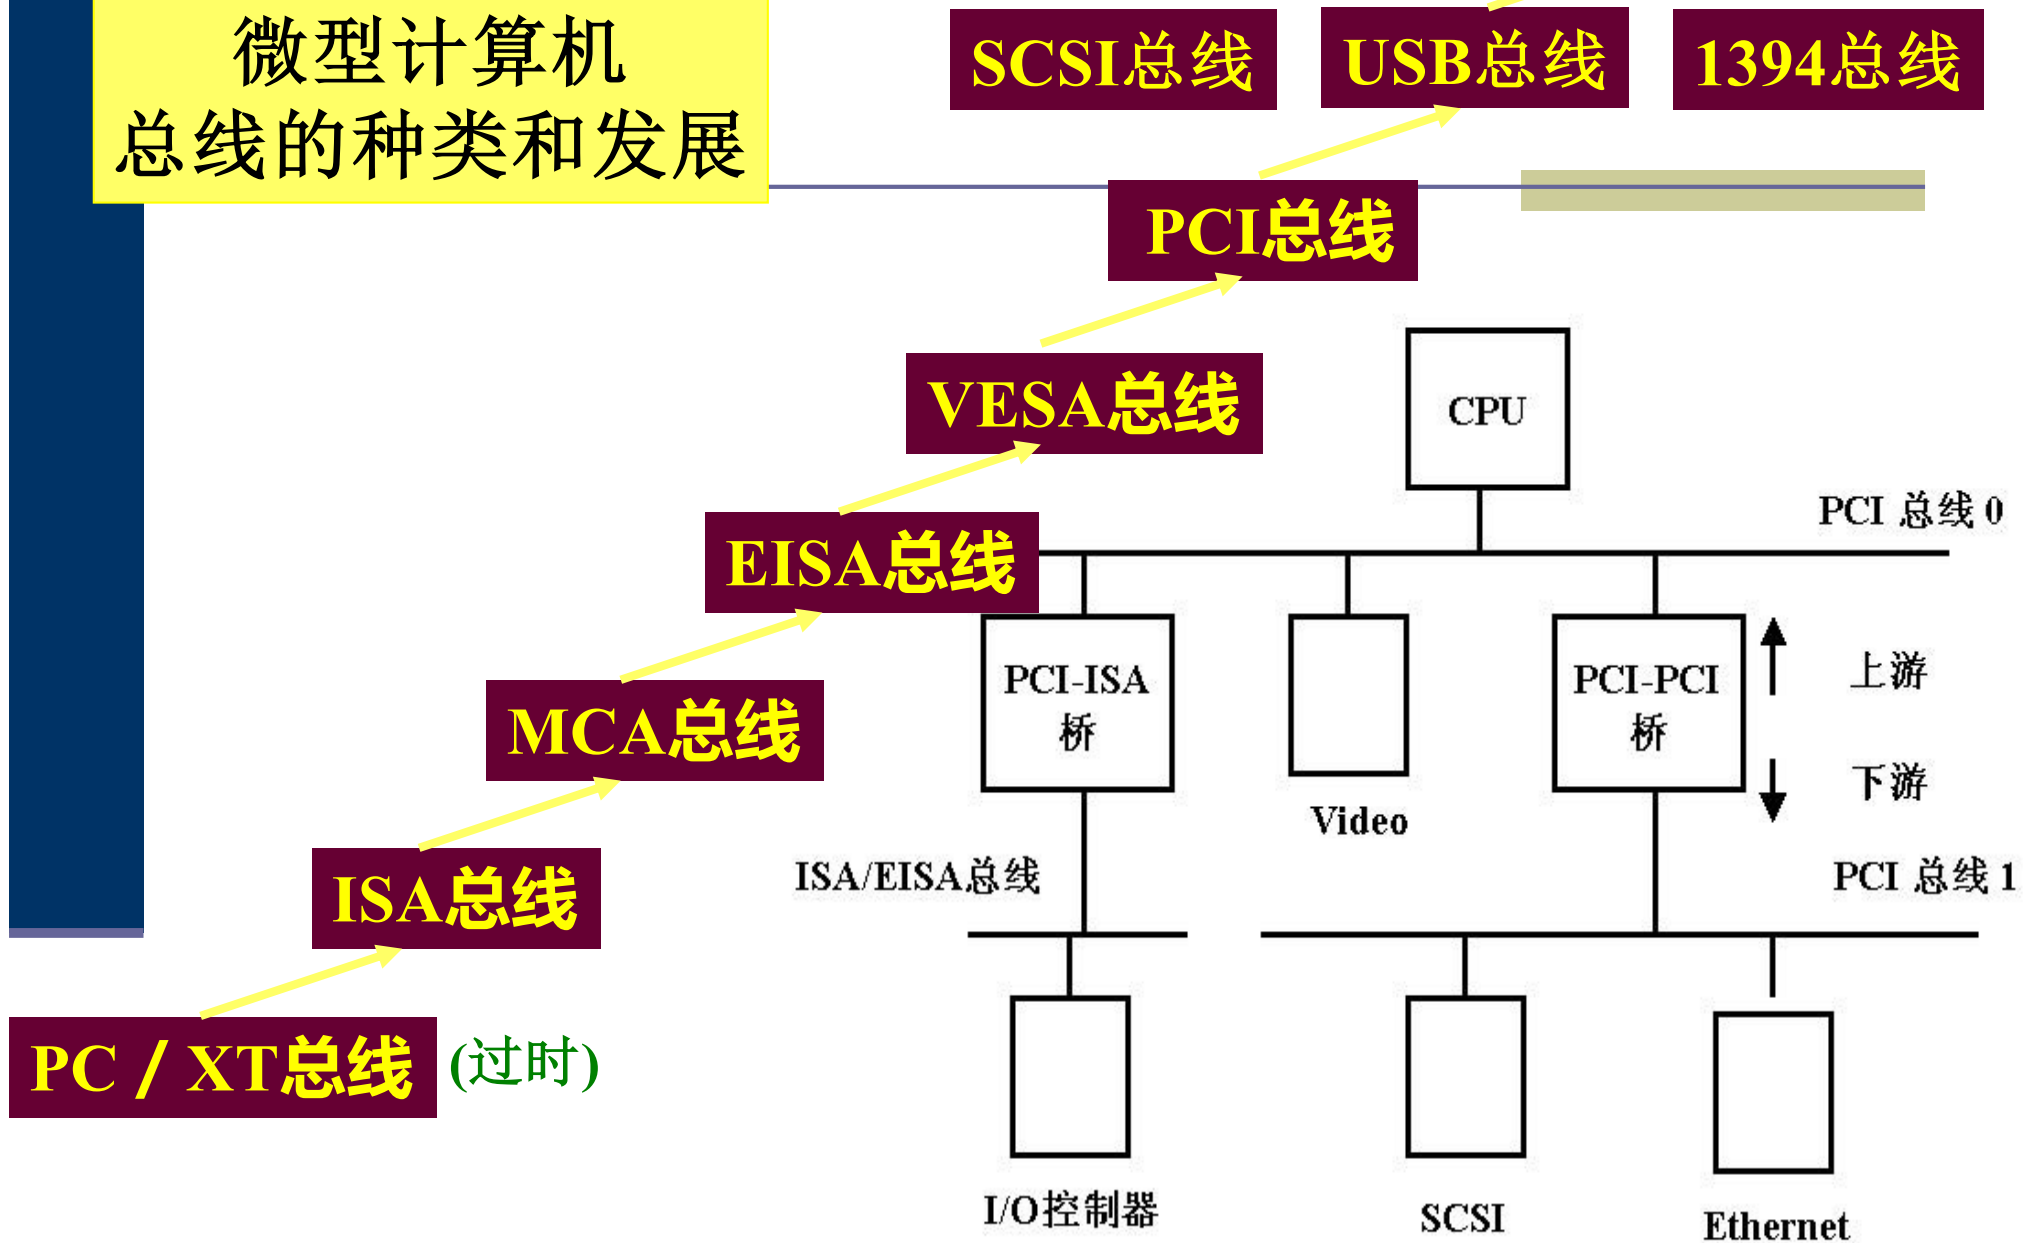 微型计算机
总线的种类和发展
SCSI总线
USB总线
1394总线
PCI总线
VESA总线
EISA总线
MCA总线
ISA总线
PC / XT总线
(过时)
CPU
PCI 总线 0
PCI-ISA
桥
Video
PCI-PCI
桥
上游
下游
ISA/EISA总线
PCI 总线 1
I/O控制器
SCSI
Ethernet